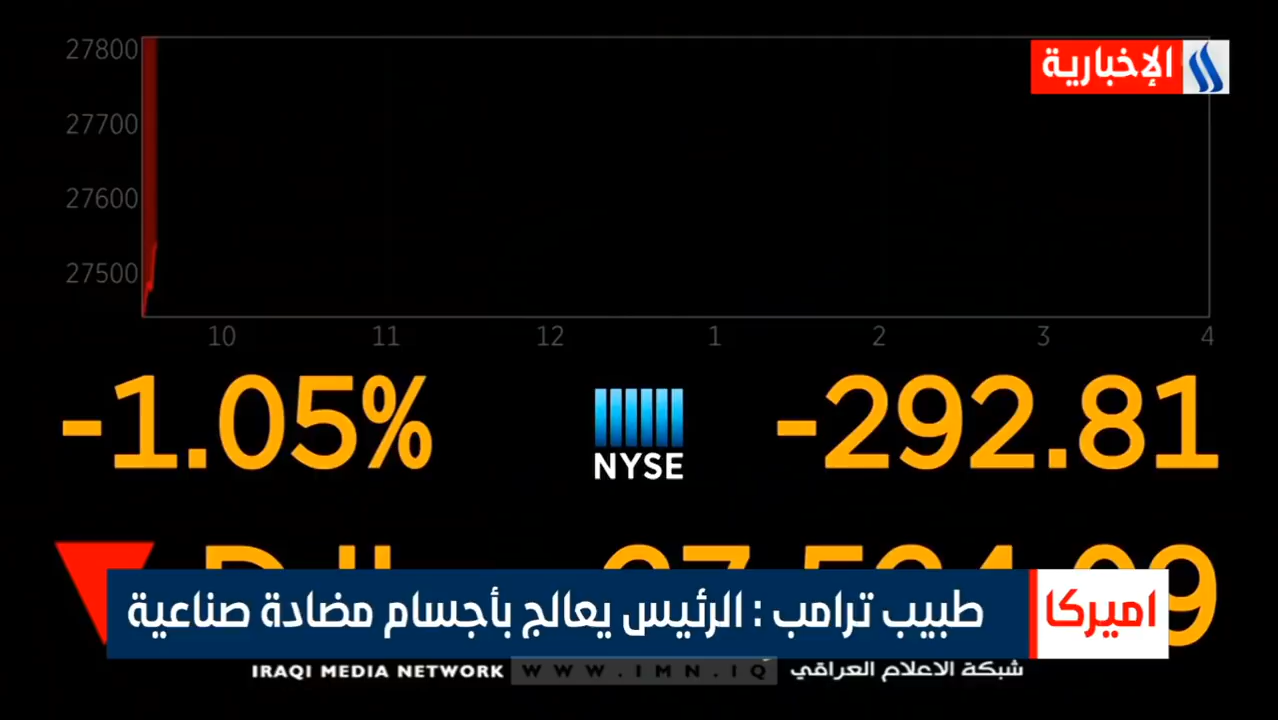 27800
الإخبارية
27700
27600
27500
10 11 12 1 2 3 4
-1.05%
NYSE
-292.81
اميركا
طبيب ترامب : الرئيس يعالج بأجسام مضادة صناعية
IRAQI MEDIA NETWORK
WWW.IMN.IQ
شبكة الاعلام العراقي